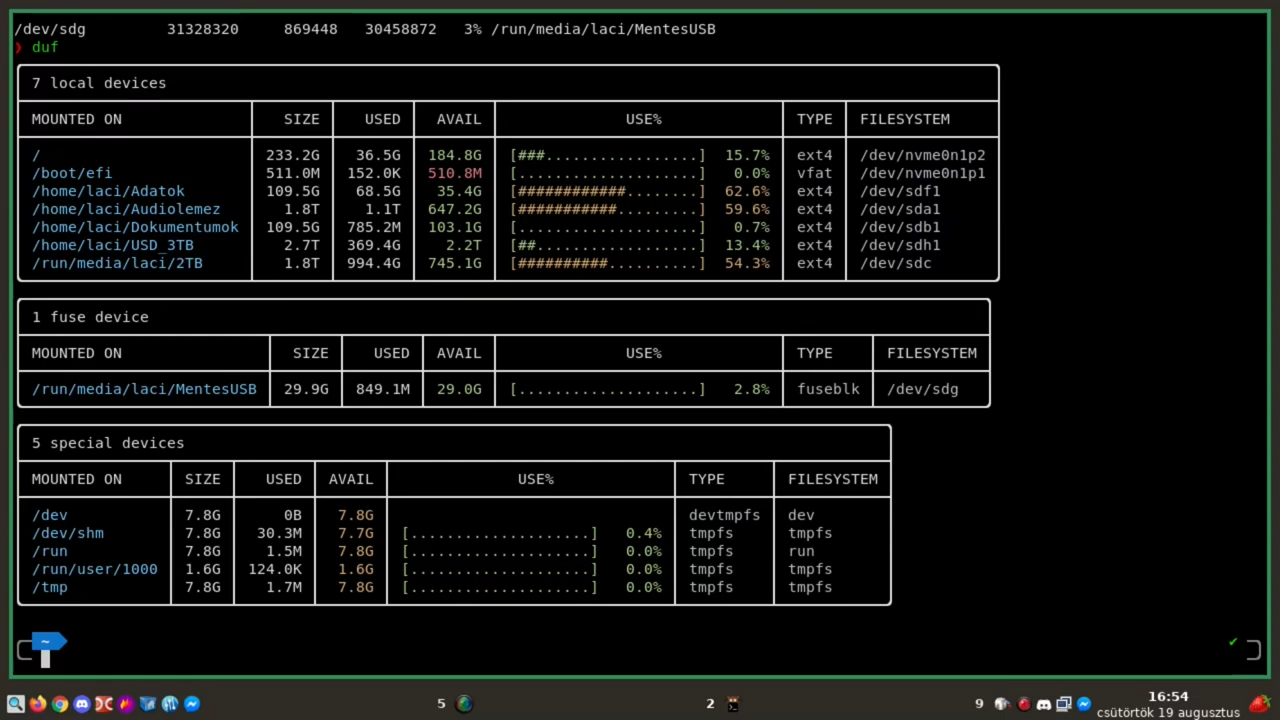 /dev/sdg 31328320 869448 30458872 3% /run/media/laci/MentesUSB
❯ duf
7 local devices
MOUNTED ON SIZE USED AVAIL USE% TYPE FILESYSTEM
/ 233.2G 36.5G 184.8G [###.................] 15.7% ext4 /dev/nvme0n1p2
/boot/efi 511.0M 152.0K 510.8M [....................] 0.0% vfat /dev/nvme0n1p1
/home/laci/Adatok 109.5G 68.5G 35.4G [############........] 62.6% ext4 /dev/sdf1
/home/laci/Audiolemez 1.8T 1.1T 647.2G [###########.........] 59.6% ext4 /dev/sda1
/home/laci/Dokumentumok 109.5G 785.2M 103.1G [....................] 0.7% ext4 /dev/sdb1
/home/laci/USD_3TB 2.7T 369.4G 2.2T [##..................] 13.4% ext4 /dev/sdh1
/run/media/laci/2TB 1.8T 994.4G 745.1G [##########..........] 54.3% ext4 /dev/sdc
1 fuse device
MOUNTED ON SIZE USED AVAIL USE% TYPE FILESYSTEM
/run/media/laci/MentesUSB 29.9G 849.1M 29.0G [....................] 2.8% fuseblk /dev/sdg
5 special devices
MOUNTED ON SIZE USED AVAIL USE% TYPE FILESYSTEM
/dev 7.8G 0B 7.8G devtmpfs dev
/dev/shm 7.8G 30.3M 7.7G [....................] 0.4% tmpfs tmpfs
/run 7.8G 1.5M 7.8G [....................] 0.0% tmpfs run
/run/user/1000 1.6G 124.0K 1.6G [....................] 0.0% tmpfs tmpfs
/tmp 7.8G 1.7M 7.8G [....................] 0.0% tmpfs tmpfs
~ ✔
5 2 9 16:54
csütörtök 19 augusztus